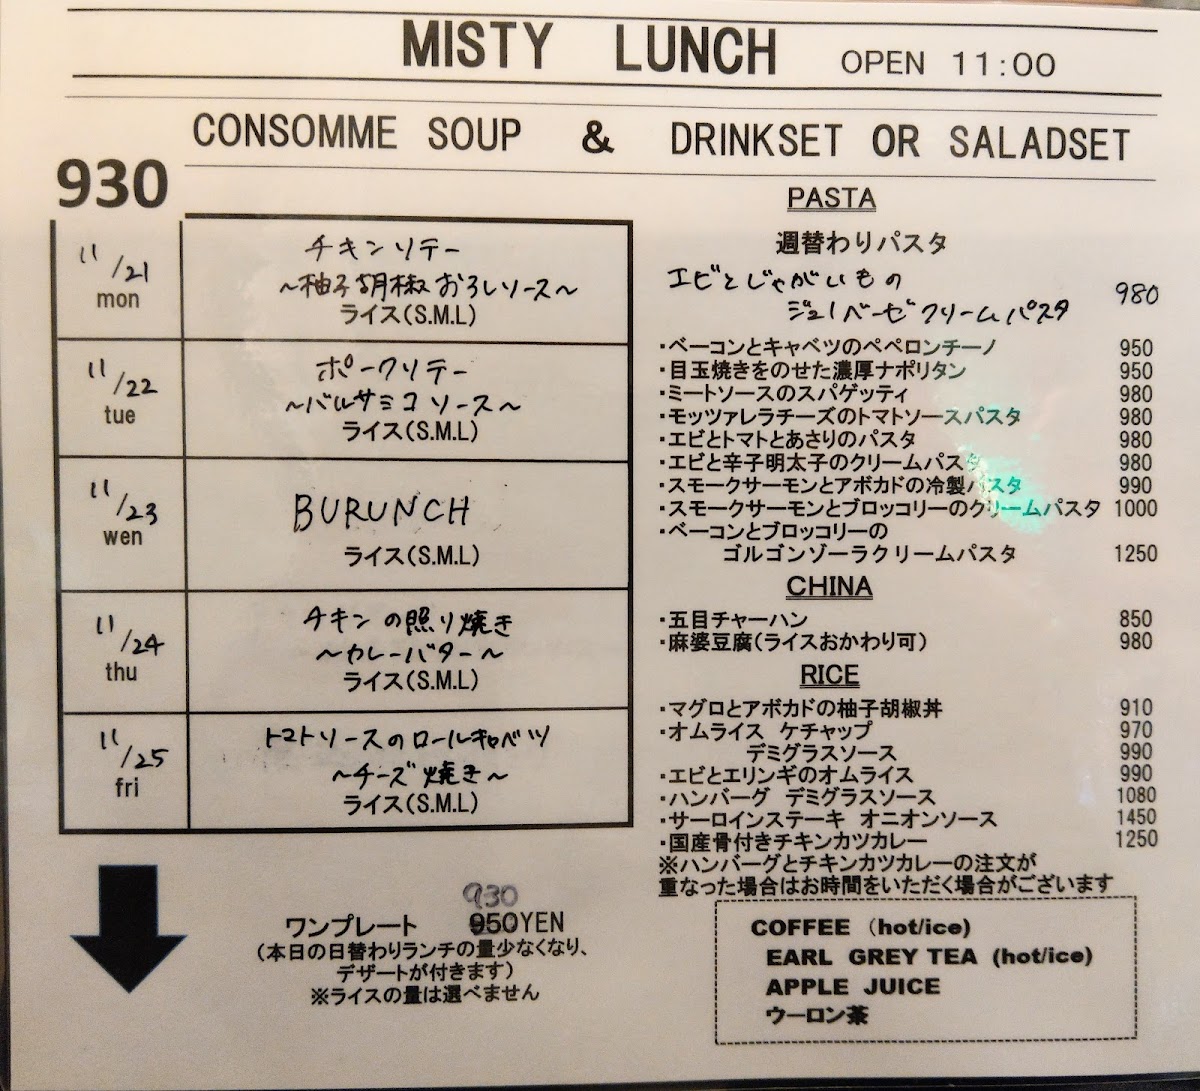 MISTY LUNCH OPEN 11:00
CONSOMME SOUP & DRINKSET OR SALADSET
930
11/21
mon
チキンソテー
～柚子胡椒おろしソース～
ライス(S.M.L)
11/22
tue
ポークソテー
～バルサミコソース～
ライス(S.M.L)
11/23
wen
BURUNCH
ライス(S.M.L)
11/24
thu
チキンの照り焼き
～カレーバター～
ライス(S.M.L)
11/25
fri
トマトソースのロールキャベツ
～チーズ焼き～
ライス(S.M.L)
930
ワンプレート 950YEN
(本日の日替わりランチの量少なくなり、
デザートが付きます)
※ライスの量は選べません
PASTA
週替わりパスタ
エビとじゃがいもの
ジェノベーゼクリームパスタ 980
・ベーコンとキャベツのペペロンチーノ 950
・目玉焼きをのせた濃厚ナポリタン 950
・ミートソースのスパゲッティ 980
・モッツァレラチーズのトマトソースパスタ 980
・エビとトマトとあさりのパスタ 980
・エビと辛子明太子のクリームパスタ 980
・スモークサーモンとアボカドの冷製パスタ 990
・スモークサーモンとブロッコリーのクリームパスタ 1000
・ベーコンとブロッコリーの
ゴルゴンゾーラクリームパスタ 1250
CHINA
・五目チャーハン 850
・麻婆豆腐(ライスおかわり可) 980
RICE
・マグロとアボカドの柚子胡椒丼 910
・オムライス ケチャップ 970
デミグラスソース 990
・エビとエリンギのオムライス 990
・ハンバーグ デミグラスソース 1080
・サーロインステーキ オニオンソース 1450
・国産骨付きチキンカツカレー 1250
※ハンバーグとチキンカツカレーの注文が
重なった場合はお時間をいただく場合がございます
COFFEE (hot/ice)
EARL GREY TEA (hot/ice)
APPLE JUICE
ウーロン茶